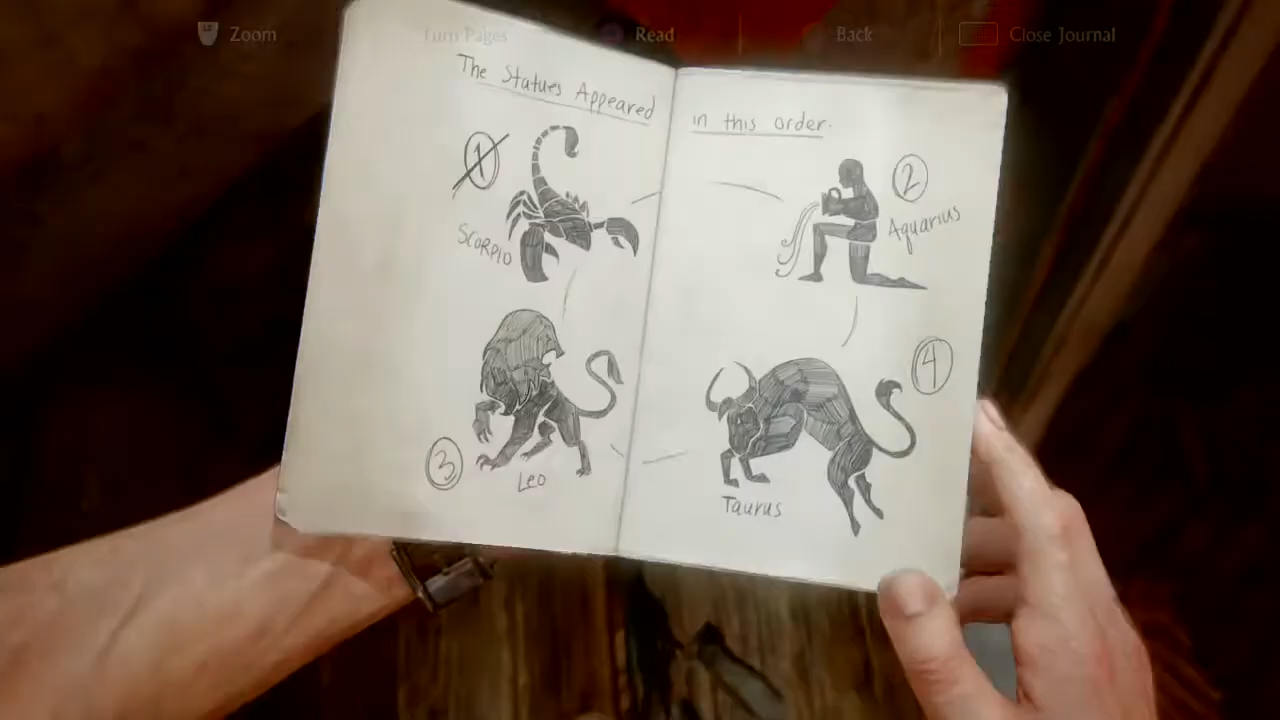 Zoom
Turn Pages
Read
Back
Close Journal
The Statues Appeared
in this order.
1
Scorpio
2
Aquarius
3
Leo
4
Taurus